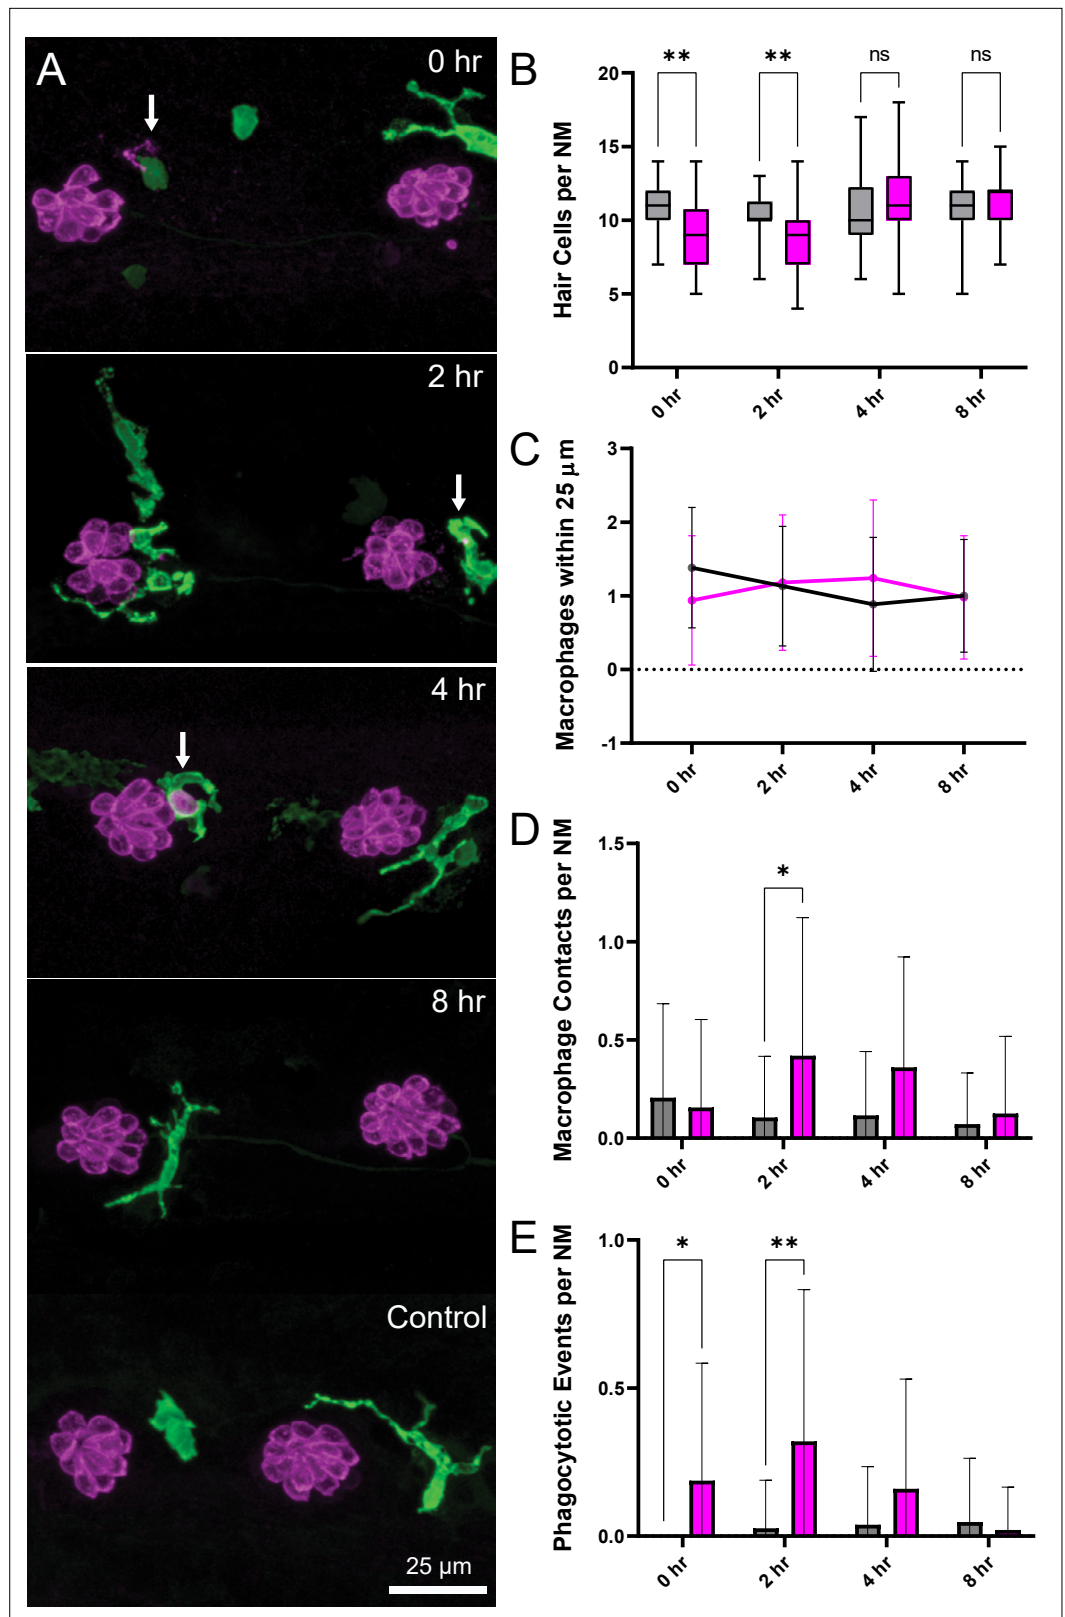 A
0 hr
2 hr
4 hr
8 hr
Control
25 µm
B
Hair Cells per NM
** ** ns ns
20
15
10
5
0
0 hr 2 hr 4 hr 8 hr
C
Macrophages within 25 µm
3
2
1
0
-1
0 hr 2 hr 4 hr 8 hr
D
Macrophage Contacts per NM
*
1.5
1.0
0.5
0.0
0 hr 2 hr 4 hr 8 hr
E
Phagocytotic Events per NM
* **
1.0
0.5
0.0
0 hr 2 hr 4 hr 8 hr